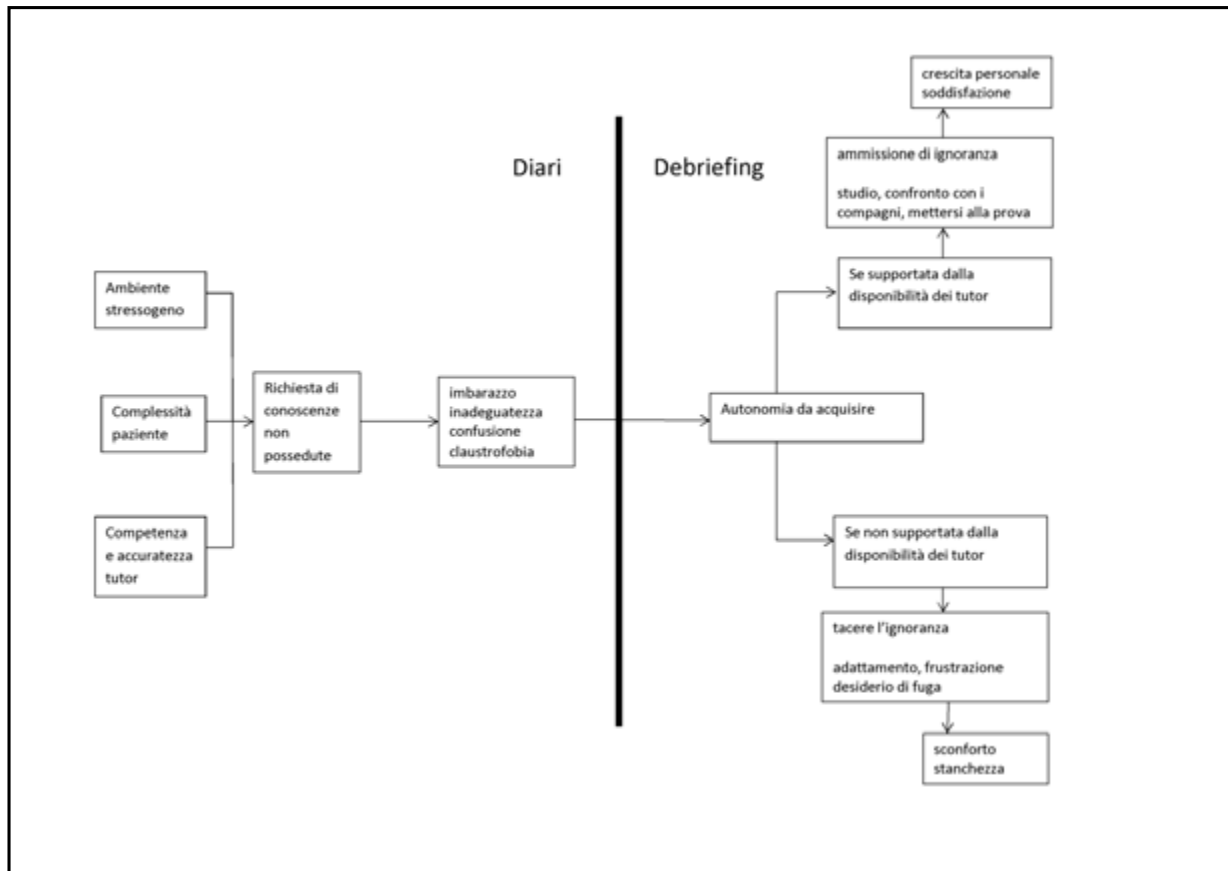 Diari
Ambiente
stressogeno
Complessità
paziente
Competenza
e accuratezza
tutor
Richiesta di
conoscenze
non
possedute
imbarazzo
inadeguatezza
confusione
claustrofobia
Debriefing
Autonomia da acquisire
crescita personale
soddisfazione
ammissione di ignoranza
studio, confronto con i
compagni, mettersi alla prova
Se supportata dalla
disponibilità dei tutor
Se non supportata dalla
disponibilità dei tutor
tacere l'ignoranza
adattamento, frustrazione
desiderio di fuga
sconforto
stanchezza